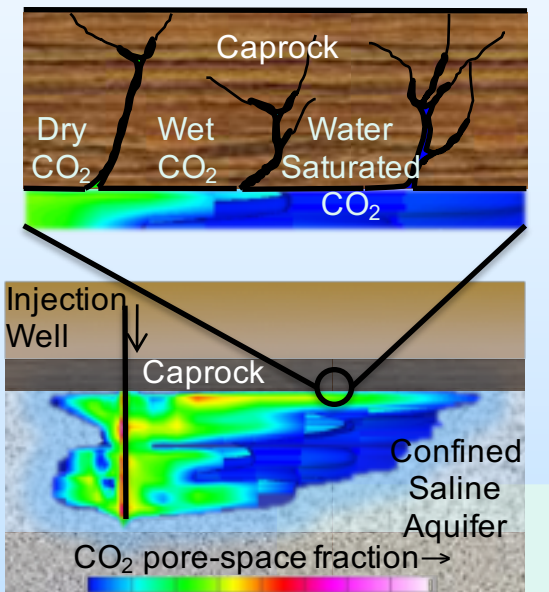 Caprock
Dry
CO₂
Wet
CO₂
Water
Saturated
CO₂
Injection
Well
Caprock
Confined
Saline
Aquifer
CO₂ pore-space fraction→